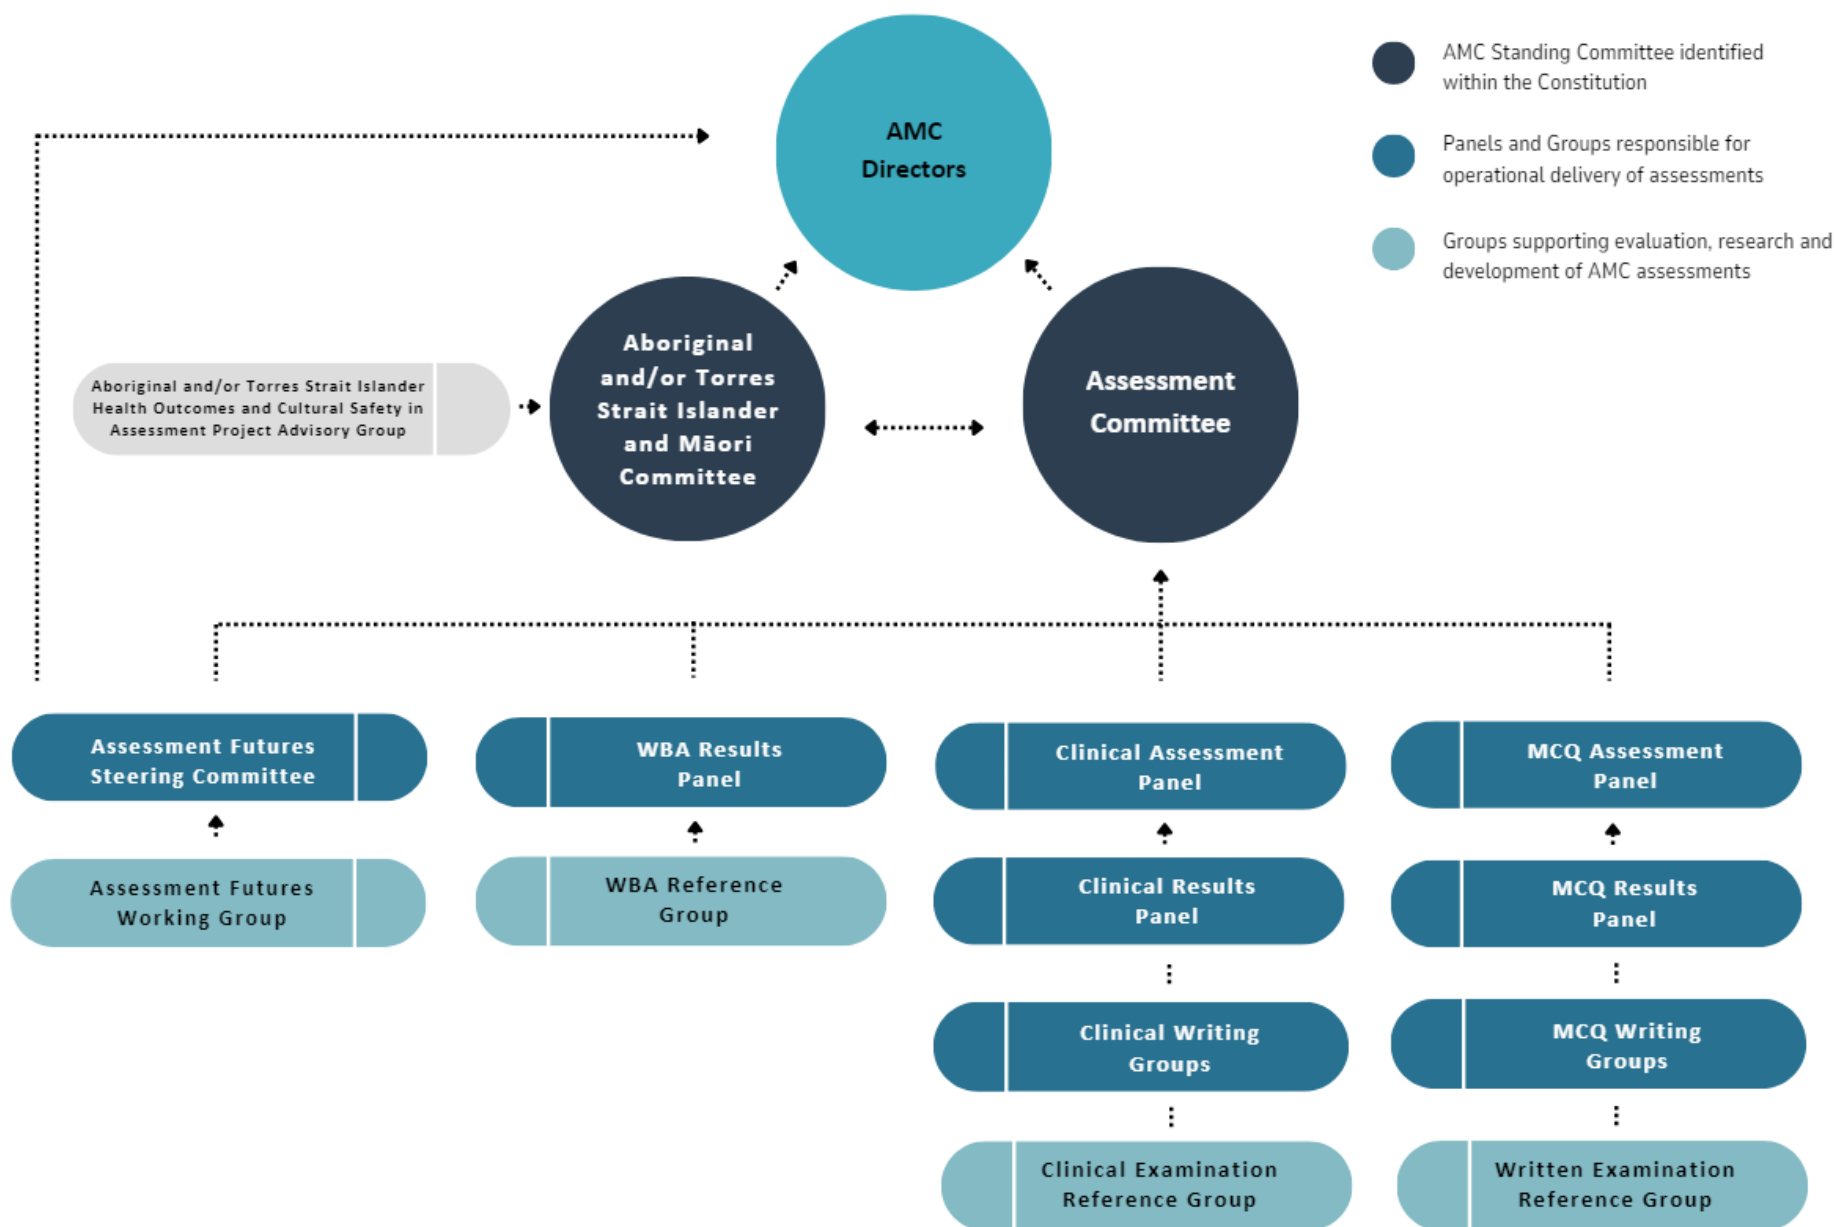 AMC
Directors
AMC Standing Committee identified
within the Constitution
Panels and Groups responsible for
operational delivery of assessments
Groups supporting evaluation, research and
development of AMC assessments
Aboriginal and/or Torres Strait Islander
Health Outcomes and Cultural Safety in
Assessment Project Advisory Group
Aboriginal
and/or Torres
Strait Islander
and Māori
Committee
Assessment
Committee
Assessment Futures
Steering Committee
WBA Results
Panel
Clinical Assessment
Panel
MCQ Assessment
Panel
Assessment Futures
Working Group
WBA Reference
Group
Clinical Results
Panel
MCQ Results
Panel
Clinical Writing
Groups
MCQ Writing
Groups
Clinical Examination
Reference Group
Written Examination
Reference Group